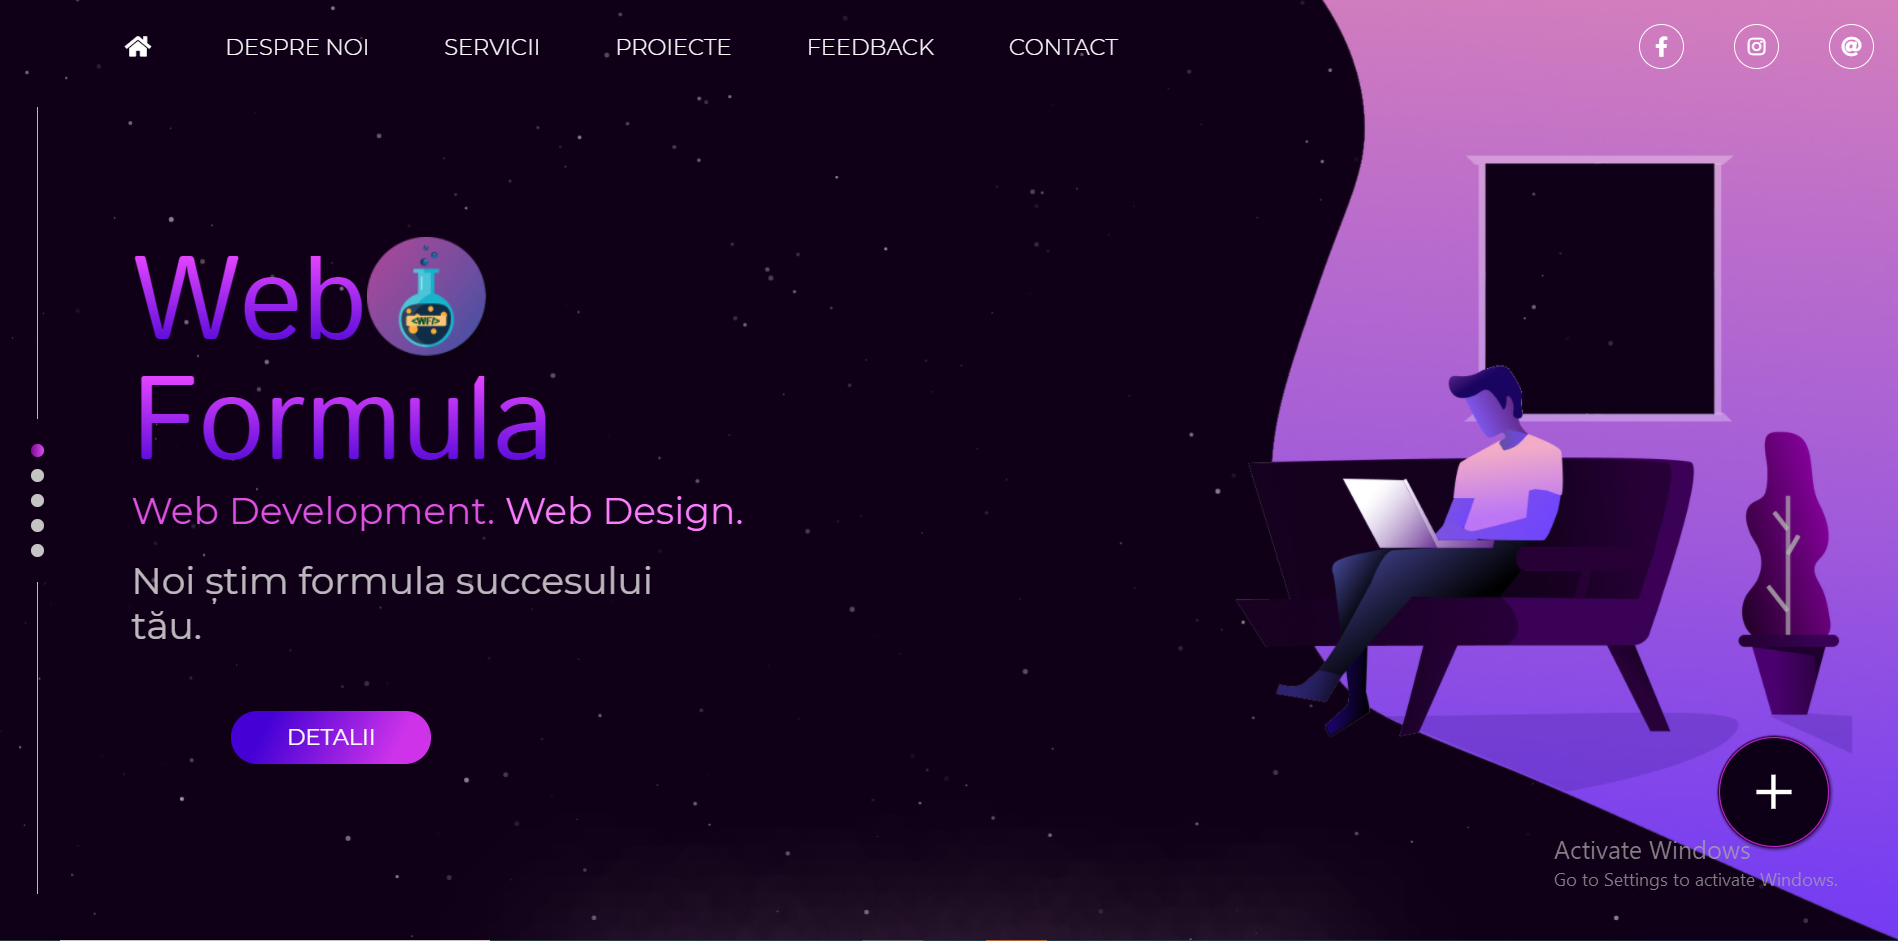 DESPRE NOI SERVICII PROIECTE FEEDBACK CONTACT
Web
<WF/>
Formula
Web Development. Web Design.
Noi știm formula succesului
tău.
DETALII
Activate Windows
Go to Settings to activate Windows.